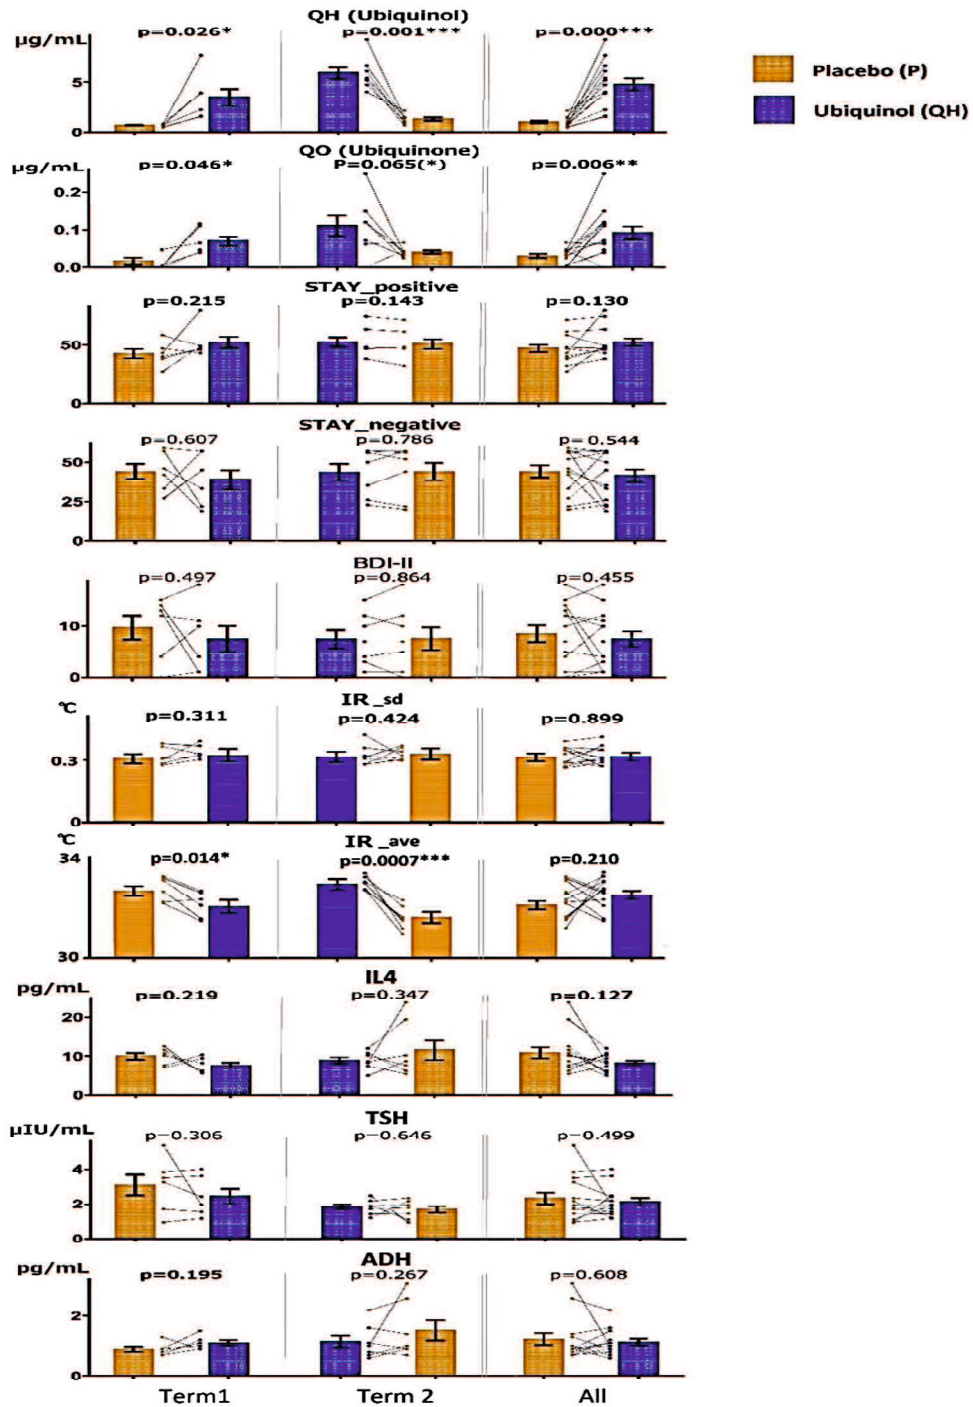 QH (Ubiquinol)
µg/mL
p=0.026* p=0.001*** p=0.000***
5
0
Placebo (P)
Ubiquinol (QH)
QO (Ubiquinone)
µg/mL
p=0.046* P=0.065(*) p=0.006**
0.2
0.1
0.0
STAY_positive
p=0.215 p=0.143 p=0.130
50
0
STAY_negative
p=0.607 p=0.786 p=0.544
50
25
0
BDI-II
p=0.497 p=0.864 p=0.455
10
0
IR_sd
℃
p=0.311 p=0.424 p=0.899
0.3
0
IR_ave
℃
34
p=0.014* p=0.0007*** p=0.210
30
IL4
pg/mL
p=0.219 p=0.347 p=0.127
20
10
0
TSH
µIU/mL
p=0.306 p=0.646 p=0.499
4
2
0
ADH
pg/mL
p=0.195 p=0.267 p=0.608
2
0
Term1 Term 2 All